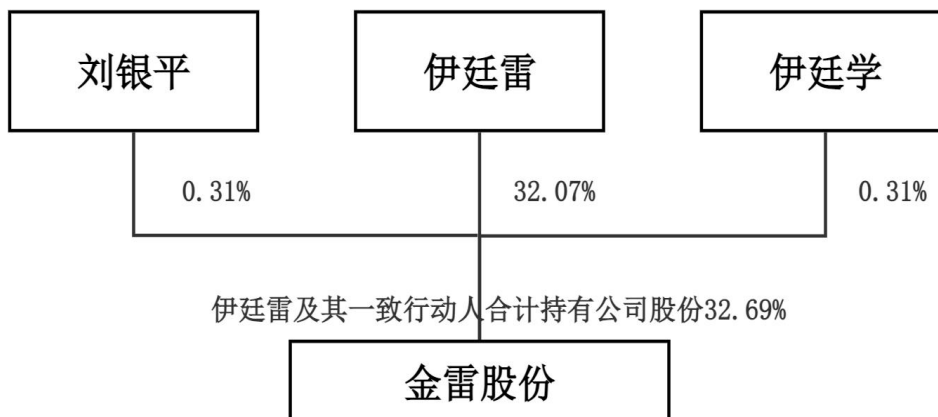 刘银平
伊廷雷
伊廷学
0.31%
32.07%
0.31%
伊廷雷及其一致行动人合计持有公司股份32.69%
金雷股份